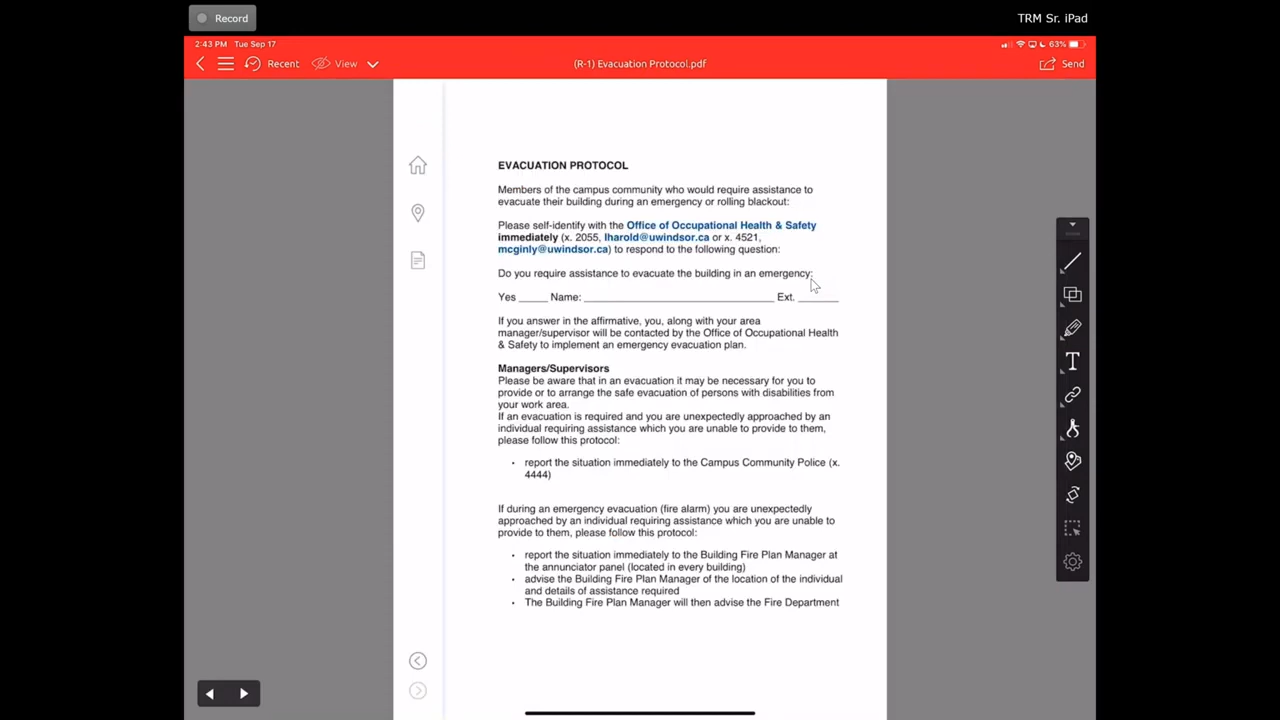 Record
TRM Sr. iPad
2:43 PM Tue Sep 17
63%
Recent
View
(R-1) Evacuation Protocol.pdf
Send
EVACUATION PROTOCOL
Members of the campus community who would require assistance to
evacuate their building during an emergency or rolling blackout:
Please self-identify with the Office of Occupational Health & Safety
immediately (x. 2055, lharold@uwindsor.ca or x. 4521,
mcginly@uwindsor.ca) to respond to the following question:
Do you require assistance to evacuate the building in an emergency:
Yes _____ Name: ________________________________ Ext. _______
If you answer in the affirmative, you, along with your area
manager/supervisor will be contacted by the Office of Occupational Health
& Safety to implement an emergency evacuation plan.
Managers/Supervisors
Please be aware that in an evacuation it may be necessary for you to
provide or to arrange the safe evacuation of persons with disabilities from
your work area.
If an evacuation is required and you are unexpectedly approached by an
individual requiring assistance which you are unable to provide to them,
please follow this protocol:
· report the situation immediately to the Campus Community Police (x.
4444)
If during an emergency evacuation (fire alarm) you are unexpectedly
approached by an individual requiring assistance which you are unable to
provide to them, please follow this protocol:
· report the situation immediately to the Building Fire Plan Manager at
the annunciator panel (located in every building)
· advise the Building Fire Plan Manager of the location of the individual
and details of assistance required
· The Building Fire Plan Manager will then advise the Fire Department
T